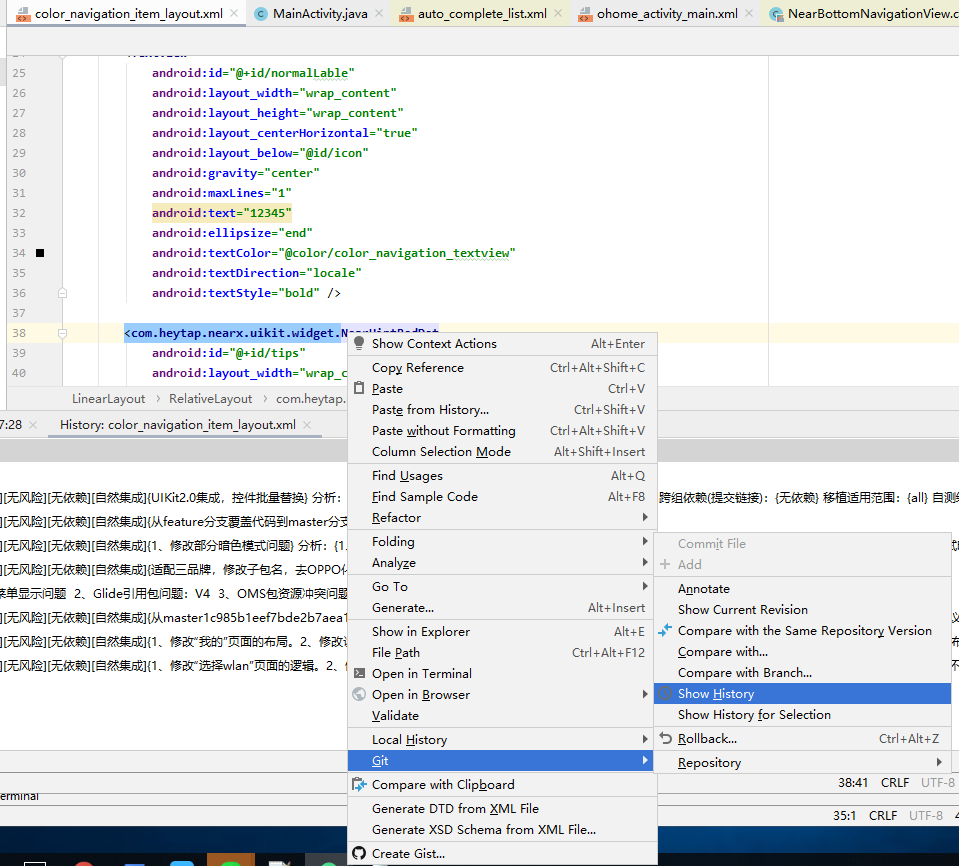 color_navigation_item_layout.xml
MainActivity.java
auto_complete_list.xml
ohome_activity_main.xml
NearBottomNavigationView.c
25 android:id="@+id/normalLable"
26 android:layout_width="wrap_content"
27 android:layout_height="wrap_content"
28 android:layout_centerHorizontal="true"
29 android:layout_below="@id/icon"
30 android:gravity="center"
31 android:maxLines="1"
32 android:text="12345"
33 android:ellipsize="end"
34 android:textColor="@color/color_navigation_textview"
35 android:textDirection="locale"
36 android:textStyle="bold" />
37
38 <com.heytap.nearx.uikit.widget.NearHintRedDot
39 android:id="@+id/tips"
40 android:layout_width="wrap_c
LinearLayout › RelativeLayout › com.heytap.
7:28
History: color_navigation_item_layout.xml
][无风险][无依赖][自然集成]{UIKit2.0集成，控件批量替换} 分析：
跨组依赖(提交链接)：{无依赖} 移植适用范围：{all} 自测
][无风险][无依赖][自然集成]{从feature分支覆盖代码到master分支
][无风险][无依赖][自然集成]{1、修改部分暗色模式问题} 分析：{1
][无风险][无依赖][自然集成]{适配三品牌，修改子包名，去OPPO
菜单显示问题 2、Glide引用包问题：V4 3、OMS包资源冲突问题
][无风险][无依赖][自然集成]{从master1c985b1eef7bde2b7aea1
][无风险][无依赖][自然集成]{1、修改“我的”页面的布局。2、修改
][无风险][无依赖][自然集成]{1、修改“选择wlan”页面的逻辑。2、
Show Context Actions Alt+Enter
Copy Reference Ctrl+Alt+Shift+C
Paste Ctrl+V
Paste from History... Ctrl+Shift+V
Paste without Formatting Ctrl+Alt+Shift+V
Column Selection Mode Alt+Shift+Insert
Find Usages Alt+Q
Find Sample Code Alt+F8
Refactor
Folding
Analyze
Go To
Generate... Alt+Insert
Show in Explorer Alt+E
File Path Ctrl+Alt+F12
Open in Terminal
Open in Browser
Validate
Local History
Git
Compare with Clipboard
Generate DTD from XML File
Generate XSD Schema from XML File...
Create Gist...
Commit File
Add
Annotate
Show Current Revision
Compare with the Same Repository Version
Compare with...
Compare with Branch...
Show History
Show History for Selection
Rollback... Ctrl+Alt+Z
Repository
38:41 CRLF UTF-8
erminal
35:1 CRLF UTF-8